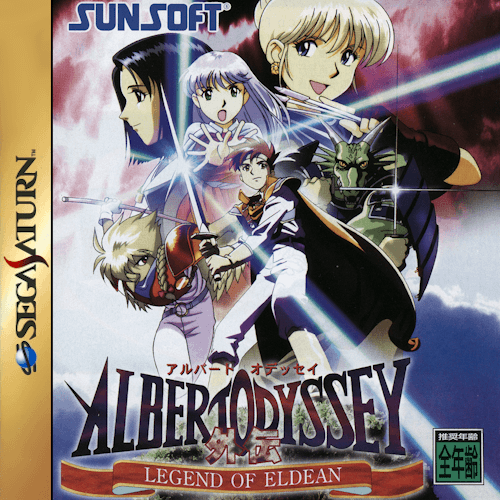 SUNSOFT®
SEGA SATURN™
アルバート オデッセイ
ALBERT ODYSSEY
外伝
LEGEND OF ELDEAN
推奨年齢
全年齢